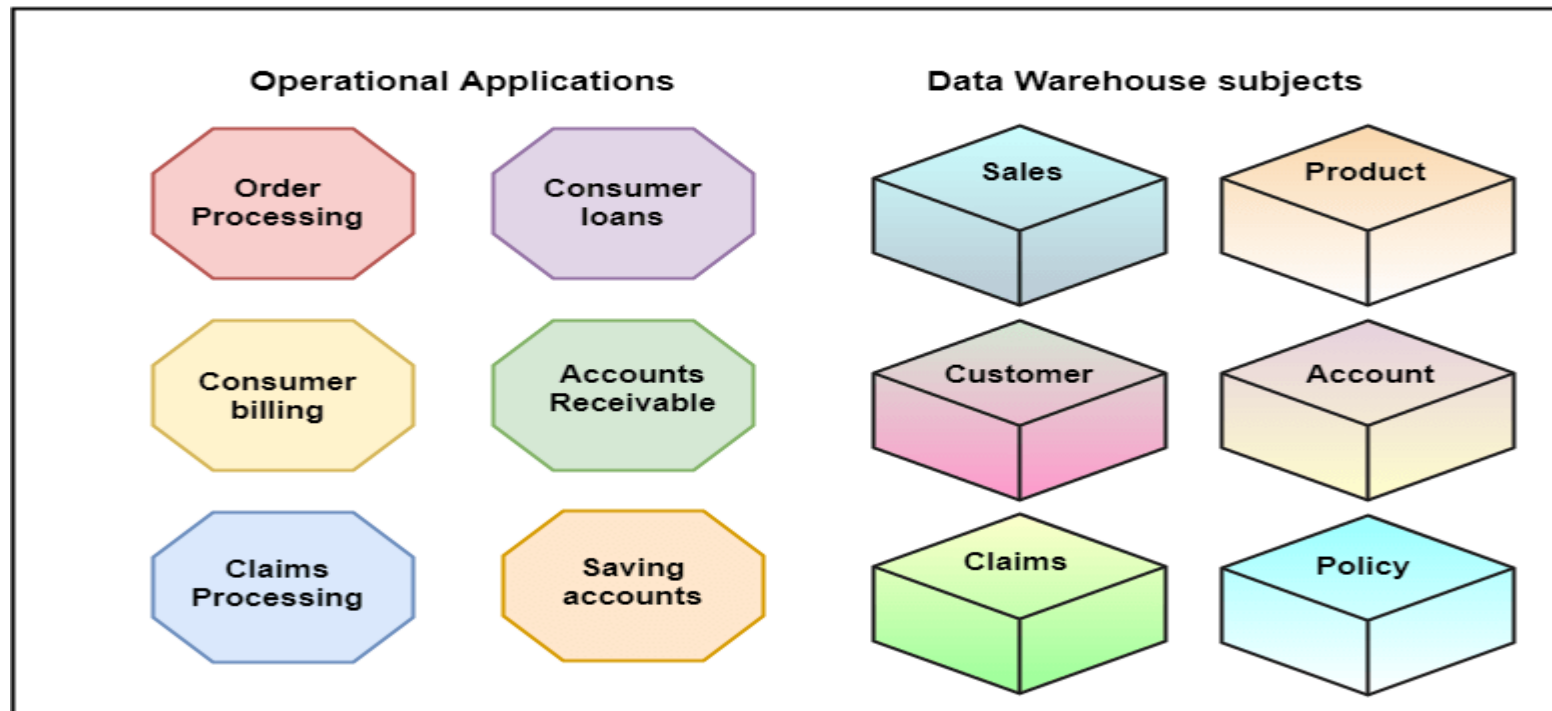 Operational Applications
Data Warehouse subjects
Order
Processing
Consumer
loans
Consumer
billing
Accounts
Receivable
Claims
Processing
Saving
accounts
Sales
Product
Customer
Account
Claims
Policy